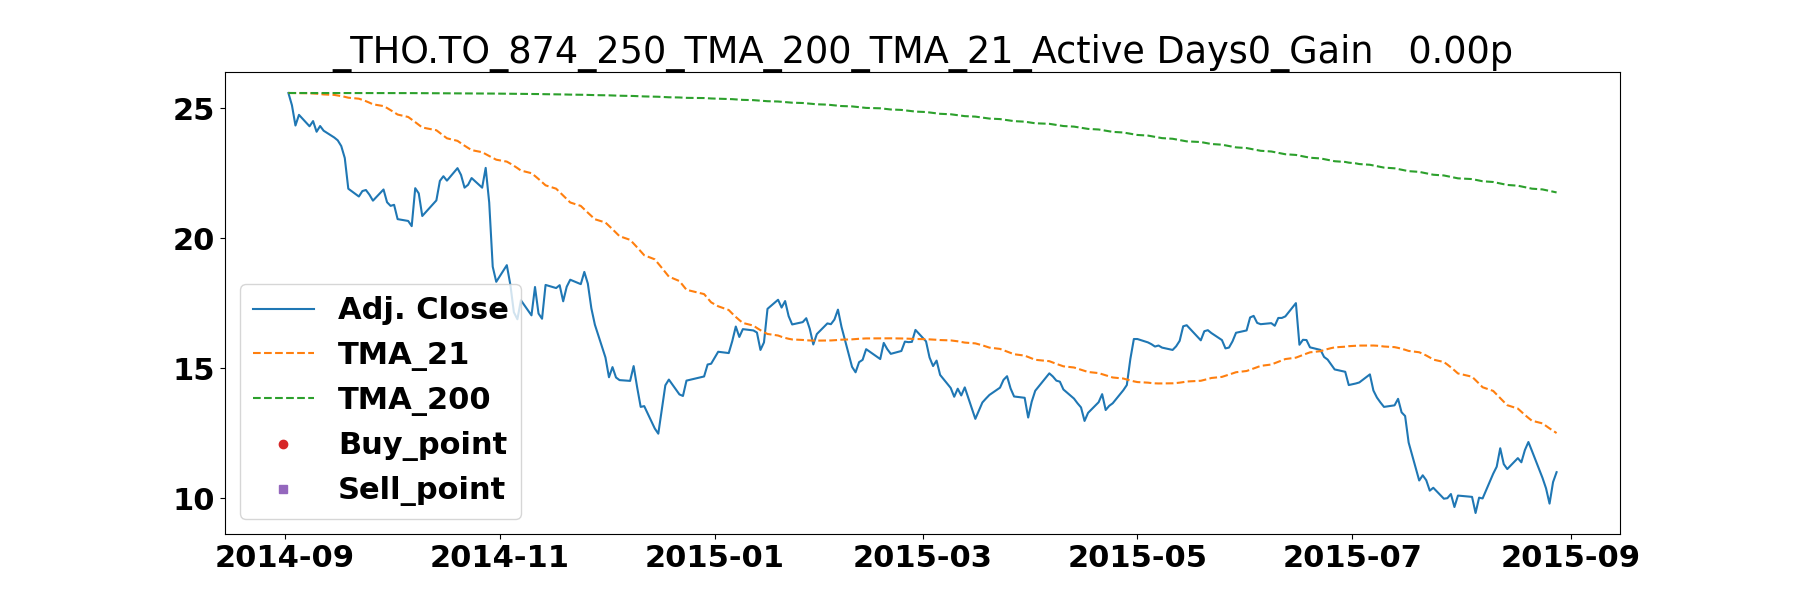 _THO.TO_874_250_TMA_200_TMA_21_Active Days0_Gain   0.00p
25
20
15
10
Adj. Close
TMA_21
TMA_200
Buy_point
Sell_point
2014-09 2014-11 2015-01 2015-03 2015-05 2015-07 2015-09